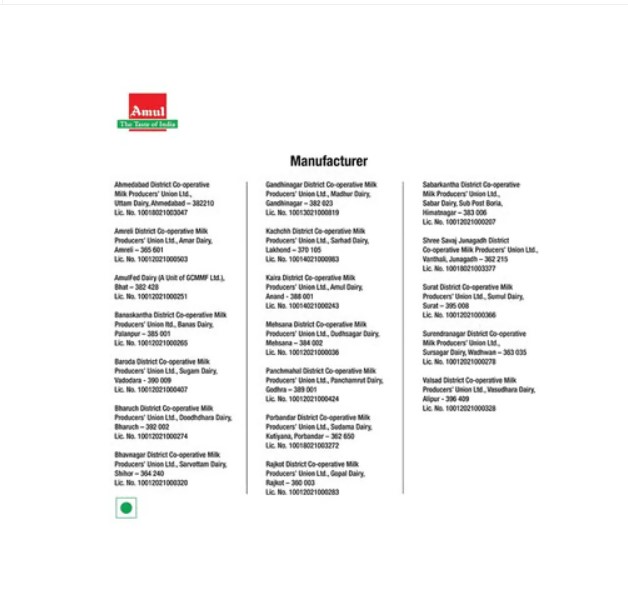 Amul
The Taste of India
Manufacturer
Ahmedabad District Co-operative
Milk Producers' Union Ltd.,
Uttam Dairy, Ahmedabad – 382210
Lic. No. 10018021003047
Amreli District Co-operative Milk
Producers' Union Ltd., Amar Dairy,
Amreli – 365 601
Lic. No. 10012021000503
AmulFed Dairy (A Unit of GCMMF Ltd.),
Bhat – 382 428
Lic. No. 10012021000251
Banaskantha District Co-operative Milk
Producers' Union ltd., Banas Dairy,
Palanpur – 385 001
Lic. No. 10012021000265
Baroda District Co-operative Milk
Producers' Union Ltd., Sugam Dairy,
Vadodara - 390 009
Lic. No. 10012021000407
Bharuch District Co-operative Milk
Producers' Union Ltd., Doodhdhara Dairy,
Bharuch – 392 002
Lic. No. 10012021000274
Bhavnagar District Co-operative Milk
Producers' Union Ltd., Sarvottam Dairy,
Shihor – 364 240
Lic. No. 10012021000320
Gandhinagar District Co-operative Milk
Producers' Union Ltd., Madhur Dairy,
Gandhinagar – 382 023
Lic. No. 10013021000819
Kachchh District Co-operative Milk
Producers' Union Ltd., Sarhad Dairy,
Lakhond – 370 105
Lic. No. 10014021000983
Kaira District Co-operative Milk
Producers' Union Ltd., Amul Dairy,
Anand - 388 001
Lic. No. 10014021000243
Mehsana District Co-operative Milk
Producers' Union Ltd., Dudhsagar Dairy,
Mehsana – 384 002
Lic. No. 10012021000036
Panchmahal District Co-operative Milk
Producers' Union Ltd., Panchamrut Dairy,
Godhra – 389 001
Lic. No. 10012021000424
Porbandar District Co-operative Milk
Producers' Union Ltd., Sudama Dairy,
Kutiyana, Porbandar – 362 650
Lic. No. 10018021003272
Rajkot District Co-operative Milk
Producers' Union Ltd., Gopal Dairy,
Rajkot – 360 003
Lic. No. 10012021000283
Sabarkantha District Co-operative
Milk Producers' Union Ltd.,
Sabar Dairy, Sub Post Boria,
Himatnagar – 383 006
Lic. No. 10012021000207
Shree Savaj Junagadh District
Co-operative Milk Producers' Union Ltd.,
Vanthali, Junagadh – 362 215
Lic. No. 10018021003377
Surat District Co-operative Milk
Producers' Union Ltd., Sumul Dairy,
Surat – 395 008
Lic. No. 10012021000366
Surendranagar District Co-operative
Milk Producers' Union Ltd.,
Sursagar Dairy, Wadhwan – 363 035
Lic. No. 10012021000278
Valsad District Co-operative Milk
Producers' Union Ltd., Vasudhara Dairy,
Alipur - 396 409
Lic. No. 10012021000328